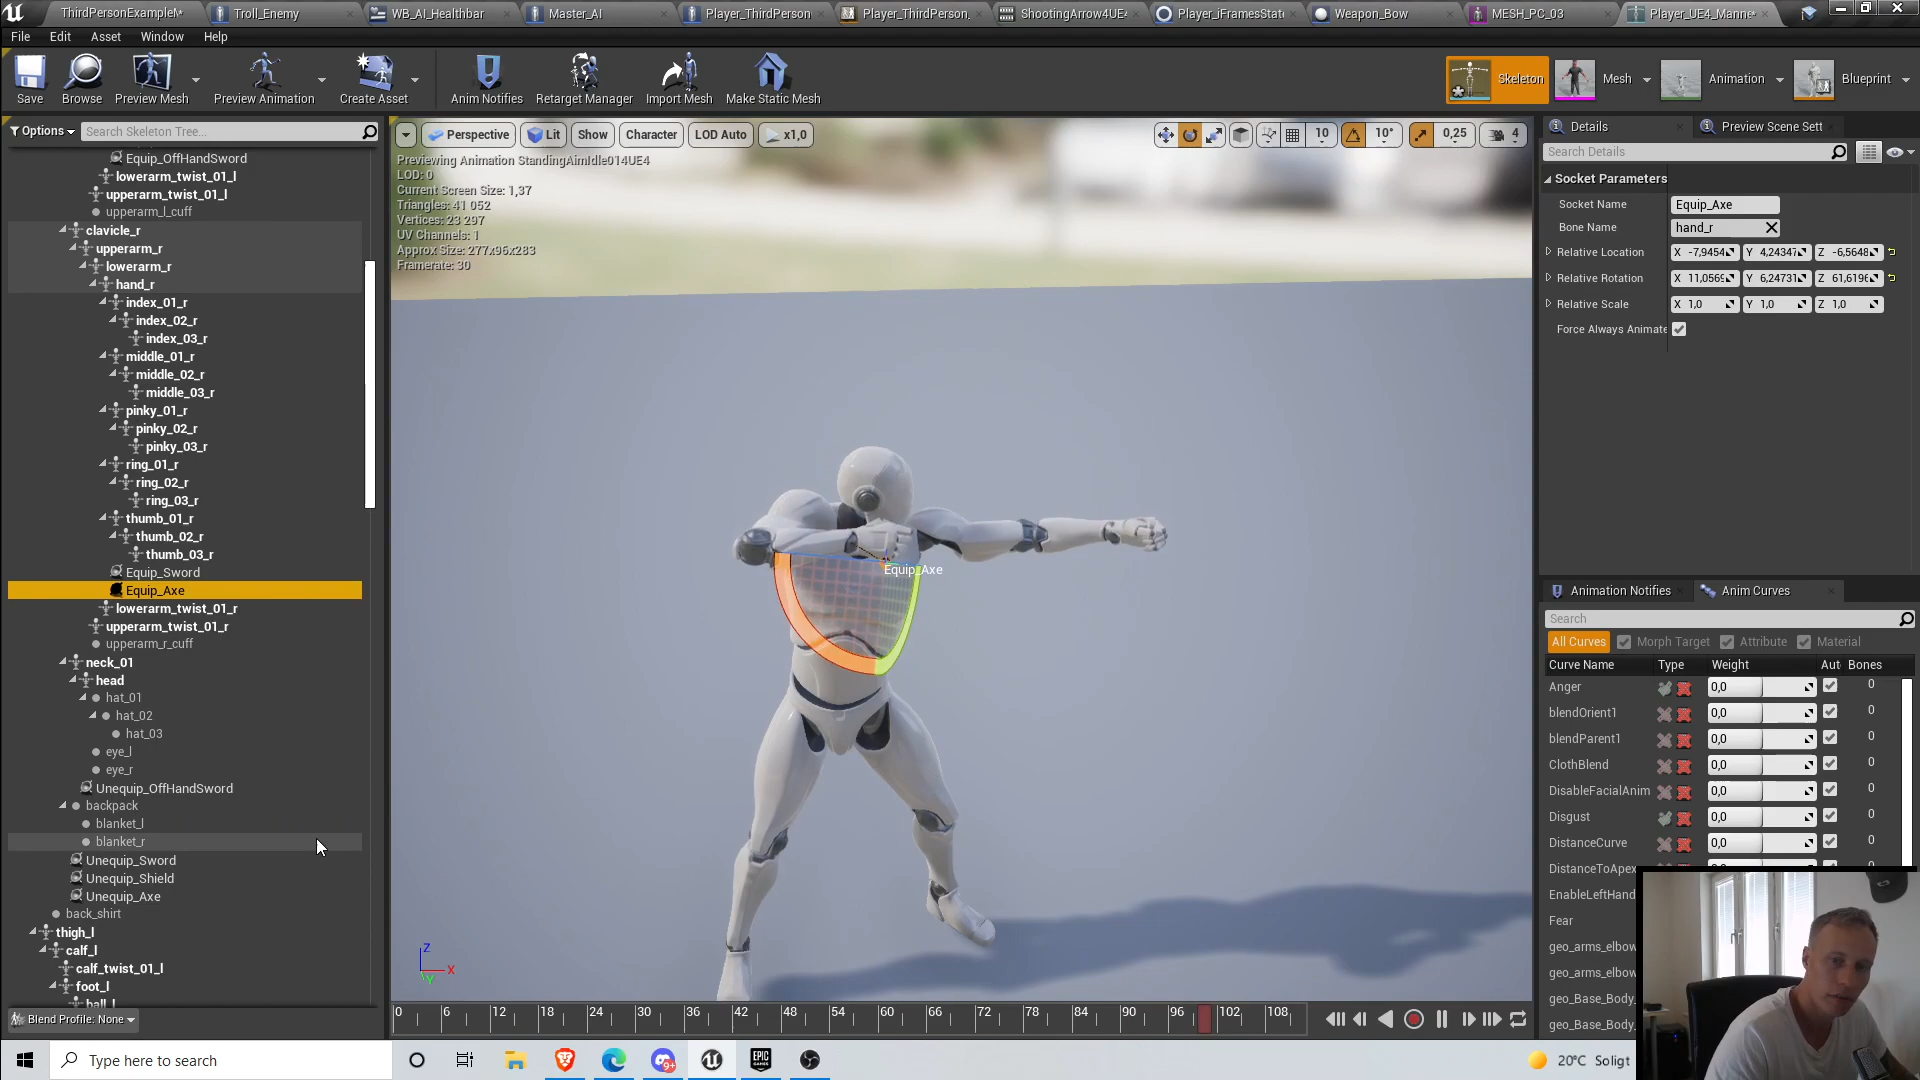 ThirdPersonExampleM*
Troll_Enemy
WB_AI_Healthbar
Master_AI
Player_ThirdPerson
Player_ThirdPerson_
ShootingArrow4UE4
Player_iFramesStat
Weapon_Bow
MESH_PC_03
Player_UE4_Manne*
File Edit Asset Window Help
Save
Browse
Preview Mesh
Preview Animation
Create Asset
Anim Notifies
Retarget Manager
Import Mesh
Make Static Mesh
Skeleton
Mesh
Animation
Blueprint
Options
Search Skeleton Tree...
Equip_OffHandSword
lowerarm_twist_01_l
upperarm_twist_01_l
upperarm_l_cuff
clavicle_r
upperarm_r
lowerarm_r
hand_r
index_01_r
index_02_r
index_03_r
middle_01_r
middle_02_r
middle_03_r
pinky_01_r
pinky_02_r
pinky_03_r
ring_01_r
ring_02_r
ring_03_r
thumb_01_r
thumb_02_r
thumb_03_r
Equip_Sword
Equip_Axe
lowerarm_twist_01_r
upperarm_twist_01_r
upperarm_r_cuff
neck_01
head
hat_01
hat_02
hat_03
eye_l
eye_r
Unequip_OffHandSword
backpack
blanket_l
blanket_r
Unequip_Sword
Unequip_Shield
Unequip_Axe
back_shirt
thigh_l
calf_l
calf_twist_01_l
foot_l
ball_l
Blend Profile: None
Perspective Lit Show Character LOD Auto x1,0
10 10° 0,25 4
Previewing Animation StandingAimIdle014UE4
LOD: 0
Current Screen Size: 1,37
Triangles: 41 052
Vertices: 23 297
UV Channels: 1
Approx Size: 277x96x283
Framerate: 30
Equip_Axe
Z
X
Y
0 6 12 18 24 30 36 42 48 54 60 66 72 78 84 90 96 102 108
Details
Preview Scene Sett
Search Details
Socket Parameters
Socket Name Equip_Axe
Bone Name hand_r
Relative Location X -7,9454 Y 4,24347 Z -6,5648
Relative Rotation X 11,0569 Y 6,24731 Z 61,6196
Relative Scale X 1,0 Y 1,0 Z 1,0
Force Always Animate
Animation Notifies
Anim Curves
Search
All Curves Morph Target Attribute Material
Curve Name Type Weight Aut Bones
Anger 0,0 0
blendOrient1 0,0 0
blendParent1 0,0 0
ClothBlend 0,0 0
DisableFacialAnim 0,0 0
Disgust 0,0 0
DistanceCurve 0,0 0
DistanceToApex
EnableLeftHand
Fear
geo_arms_elbow
geo_arms_elbow
geo_Base_Body_
geo_Base_Body_
Type here to search
9+
EPIC GAMES
20°C Soligt